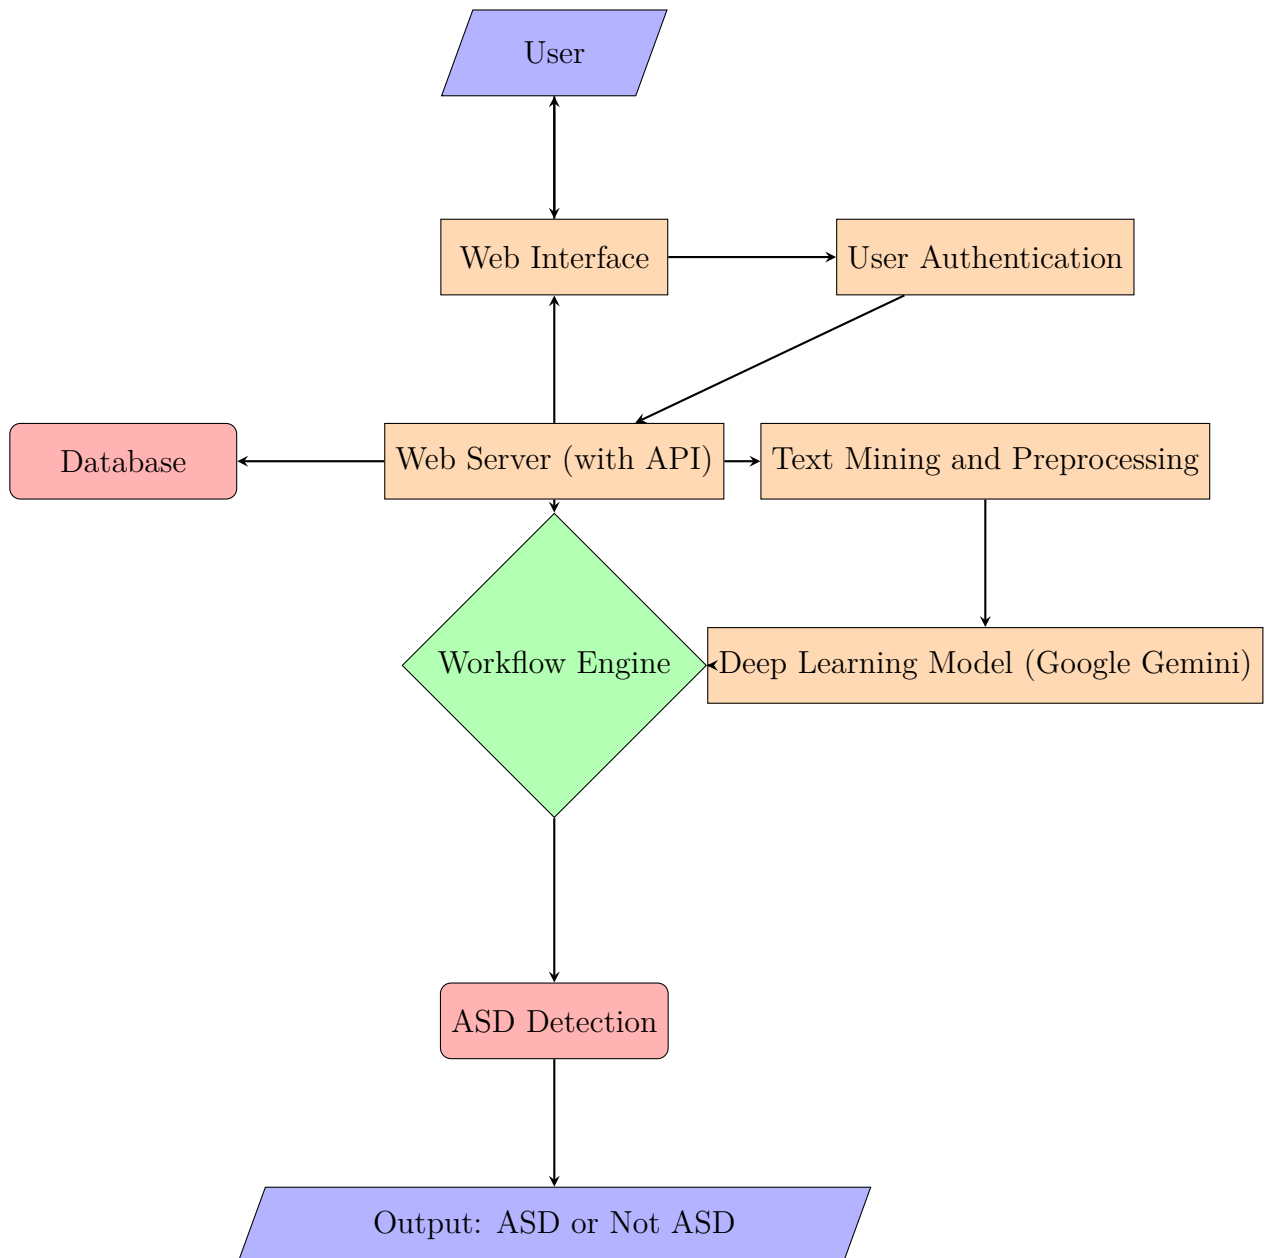 User
Web Interface
User Authentication
Database
Web Server (with API)
Text Mining and Preprocessing
Workflow Engine
Deep Learning Model (Google Gemini)
ASD Detection
Output: ASD or Not ASD